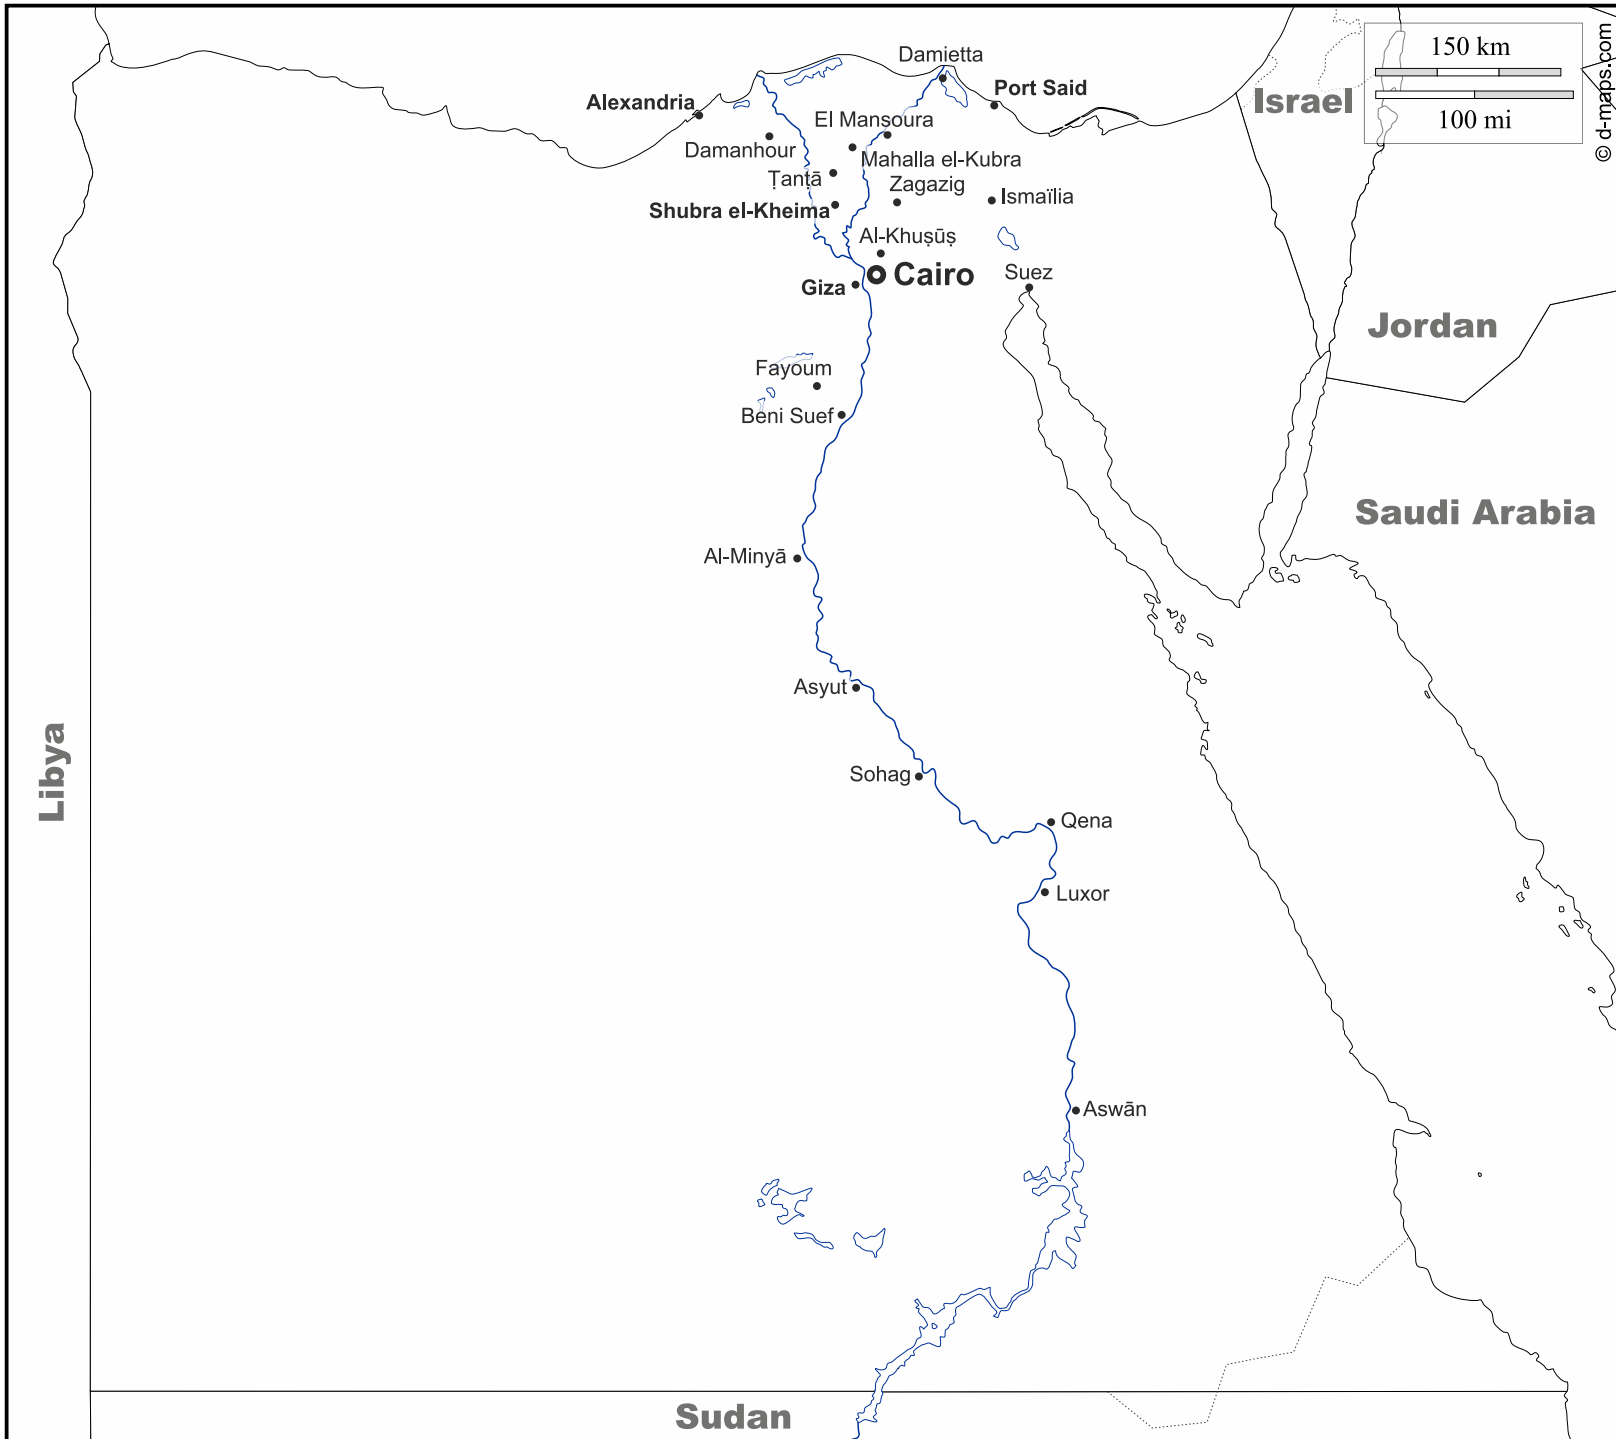 Damietta
150 km
Port Said
Alexandria
Israel
100 mi
© d-maps.com
El Mansoura
Damanhour
Mahalla el-Kubra
Ṭanṭā
Zagazig
Ismaïlia
Shubra el-Kheima
Al-Khuṣūṣ
Cairo
Suez
Giza
Jordan
Fayoum
Beni Suef
Saudi Arabia
Al-Minyā
Asyut
Libya
Sohag
Qena
Luxor
Aswān
Sudan